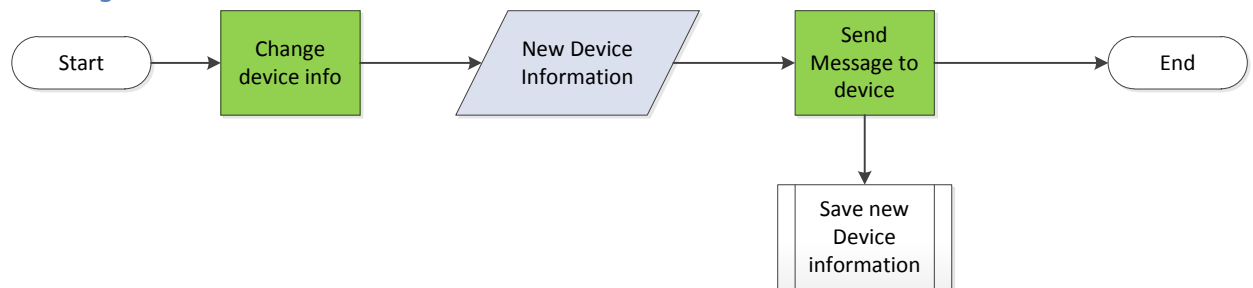 Start
Change
device info
New Device
Information
Send
Message to
device
End
Save new
Device
information